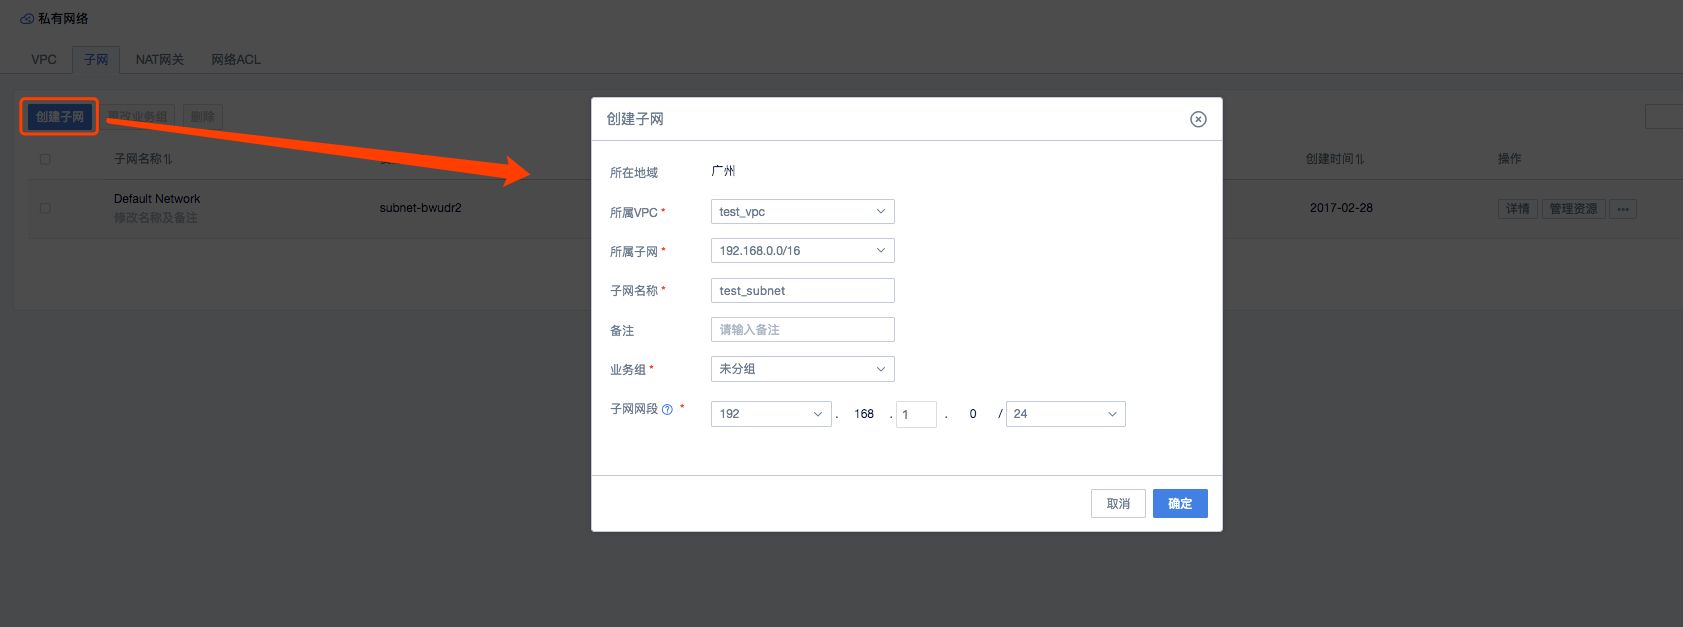 私有网络
VPC 子网 NAT网关 网络ACL
创建子网 更改业务组 删除
子网名称 创建时间 操作
Default Network
修改名称及备注
subnet-bwudr2 2017-02-28 详情 管理资源 ...
创建子网
所在地域 广州
所属VPC * test_vpc
所属子网 * 192.168.0.0/16
子网名称 * test_subnet
备注 请输入备注
业务组 * 未分组
子网网段 ? * 192 . 168 . 1 . 0 / 24
取消 确定